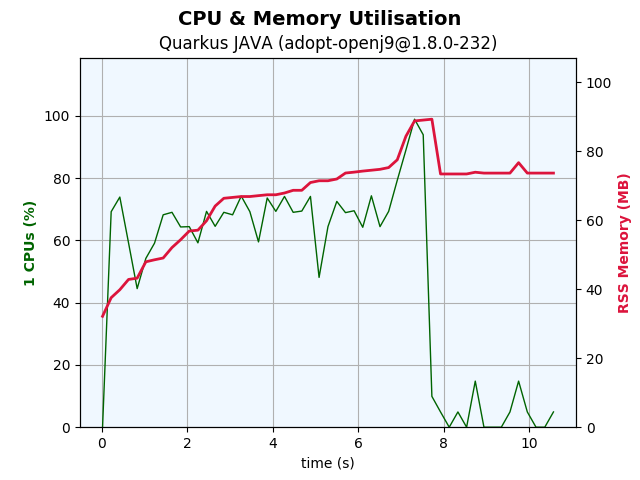 CPU & Memory Utilisation
Quarkus JAVA (adopt-openj9@1.8.0-232)
1 CPUs (%)
100
80
60
40
20
0
0 2 4 6 8 10
time (s)
100
80
60
40
20
0
RSS Memory (MB)